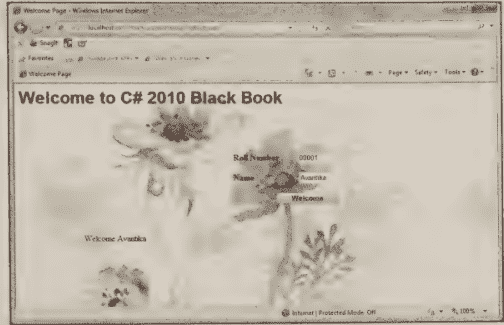 Welcome Page - Windows Internet Explorer
SnagIt
Favorites
Welcome Page
Page Safety Tools
Welcome to C# 2010 Black Book
Roll Number 00001
Name Avantika
Welcome
Welcome Avantika
Internet | Protected Mode: Off 100%